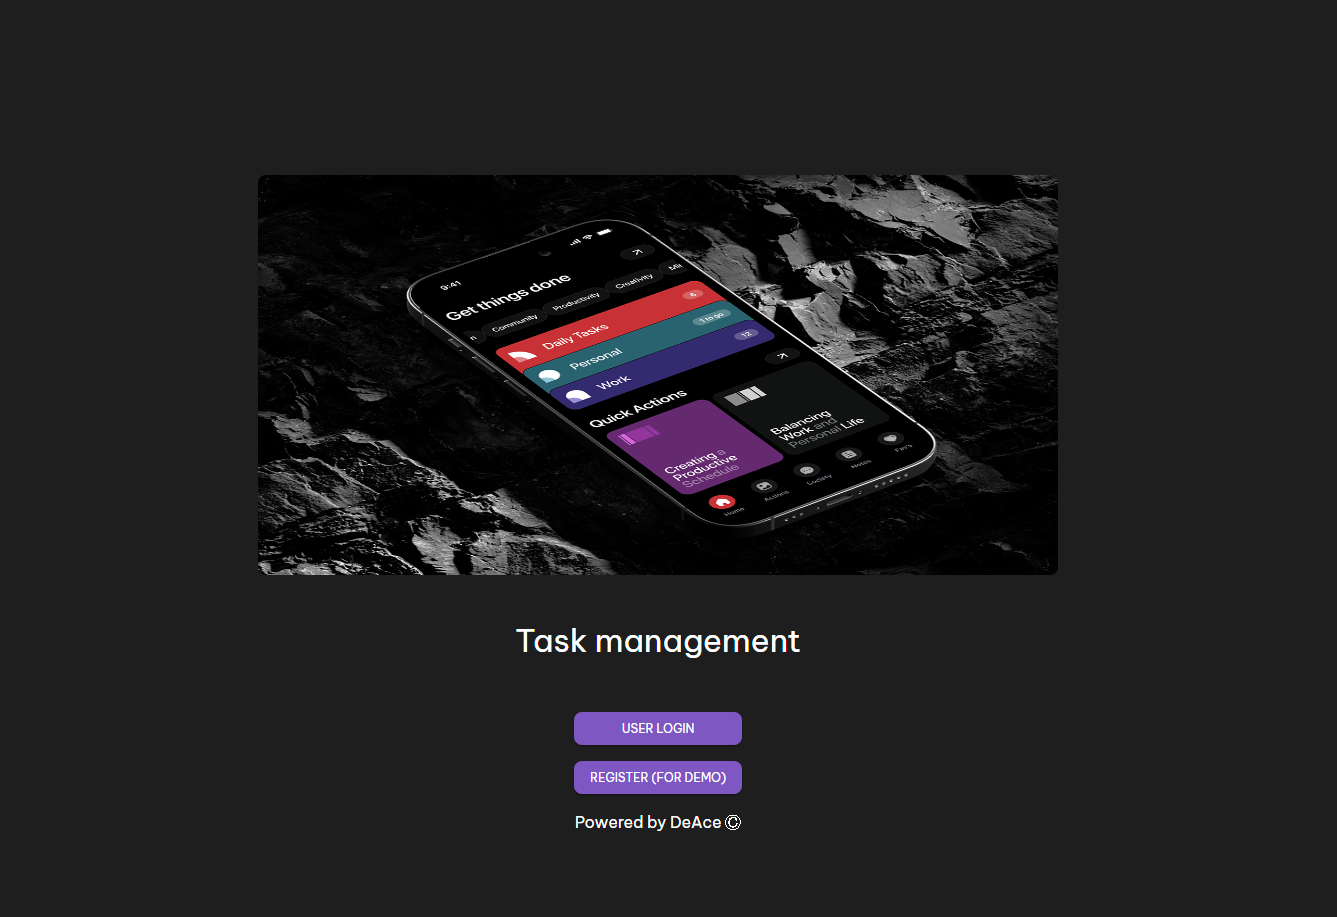 9:41
Get things done
n Community Productivity Creativity Mi
Daily Tasks 6
Personal 1 to go
Work 12
Quick Actions
Creating a
Productive
Schedule
Balancing
Work and
Personal Life
Home Actions Society Notes Fav's
Task management
USER LOGIN
REGISTER (FOR DEMO)
Powered by DeAce ©